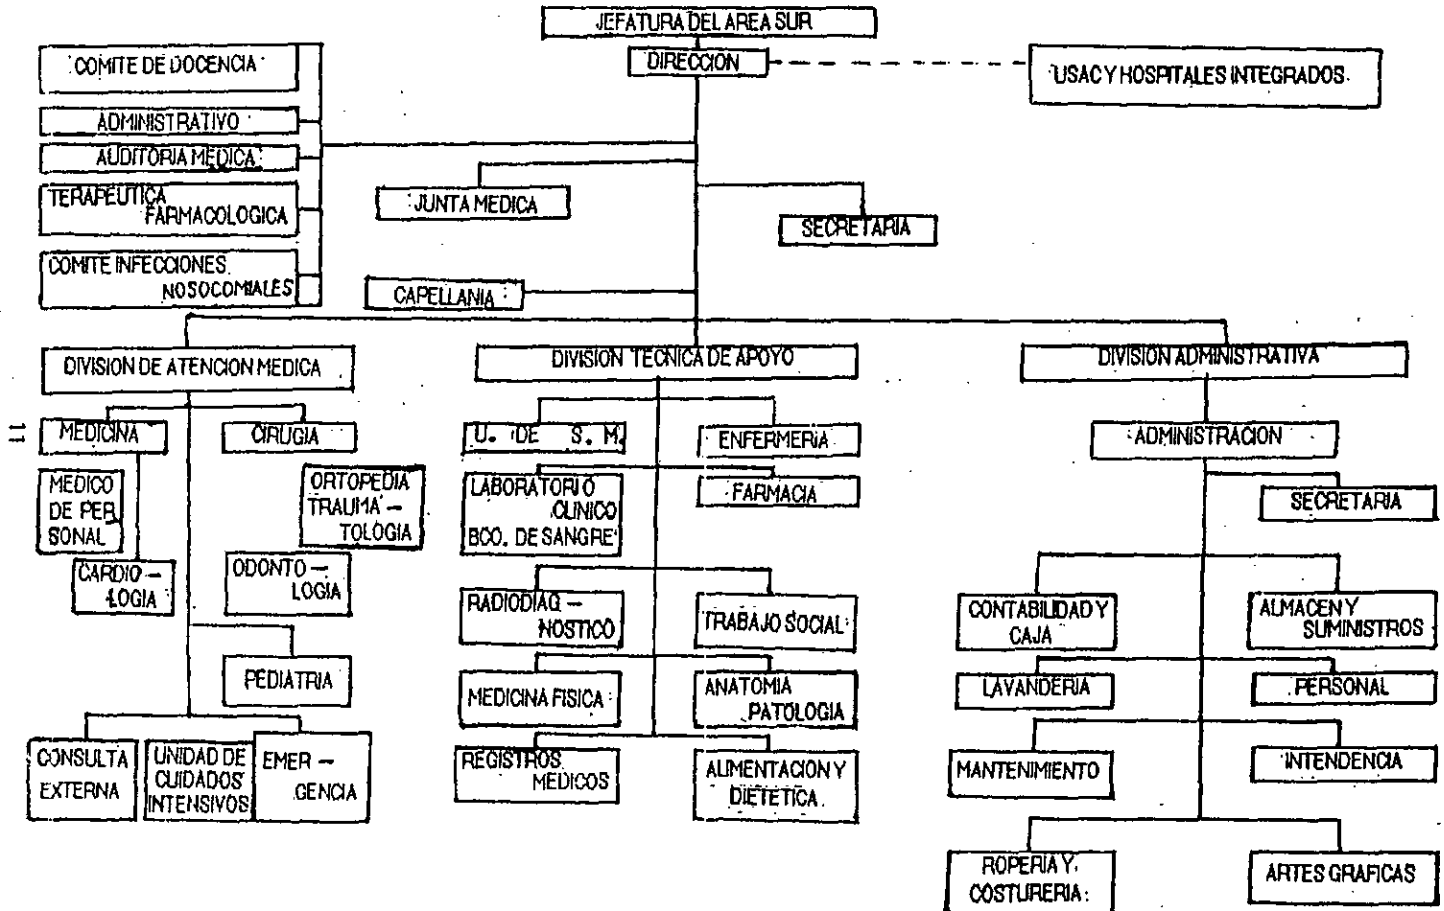 JEFATURA DEL AREA SUR
DIRECCION
USAC Y HOSPITALES INTEGRADOS
COMITE DE DOCENCIA
ADMINISTRATIVO
AUDITORIA MEDICA
TERAPEUTICA
FARMACOLOGICA
COMITE INFECCIONES
NOSOCOMIALES
JUNTA MEDICA
SECRETARIA
CAPELLANIA
DIVISION DE ATENCION MEDICA
DIVISION TECNICA DE APOYO
DIVISION ADMINISTRATIVA
MEDICINA
CIRUGIA
MEDICO
DE PER
SONAL
ORTOPEDIA
TRAUMA -
TOLOGIA
CARDIO -
LOGIA
ODONTO -
LOGIA
PEDIATRIA
CONSULTA
EXTERNA
UNIDAD DE
CUIDADOS
INTENSIVOS
EMER -
GENCIA
U. DE S. M.
ENFERMERIA
LABORATORIO
CLINICO
BCO. DE SANGRE
FARMACIA
RADIODIAG -
NOSTICO
TRABAJO SOCIAL
MEDICINA FISICA
ANATOMIA
PATOLOGIA
REGISTROS
MEDICOS
ALIMENTACION Y
DIETETICA
ADMINISTRACION
SECRETARIA
CONTABILIDAD Y
CAJA
ALMACEN Y
SUMINISTROS
LAVANDERIA
PERSONAL
MANTENIMIENTO
INTENDENCIA
ROPERIA Y
COSTURERIA
ARTES GRAFICAS
11